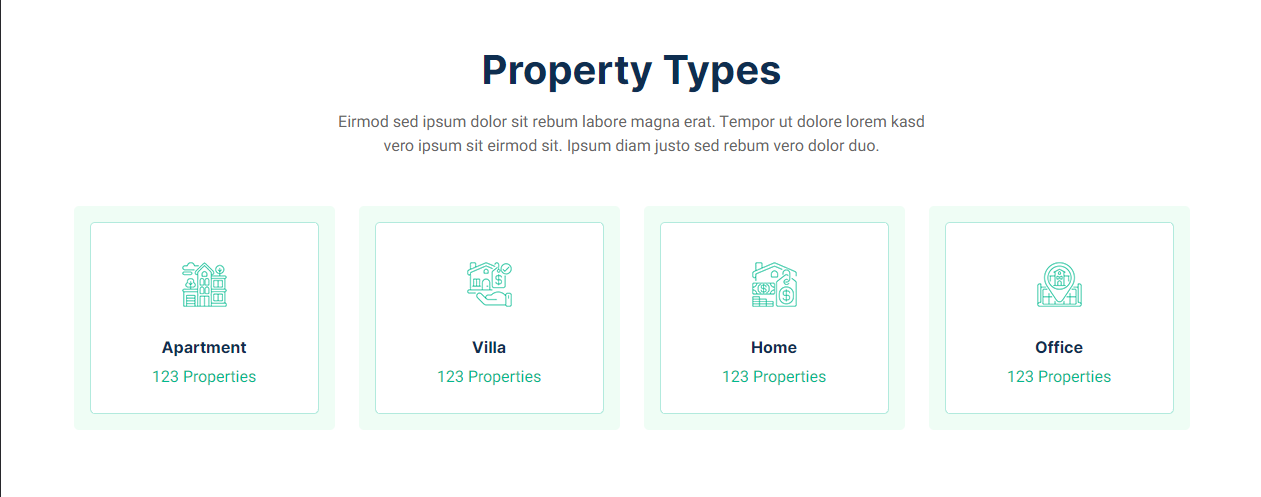 Property Types
Eirmod sed ipsum dolor sit rebum labore magna erat. Tempor ut dolore lorem kasd
vero ipsum sit eirmod sit. Ipsum diam justo sed rebum vero dolor duo.
Apartment
123 Properties
Villa
123 Properties
Home
123 Properties
Office
123 Properties